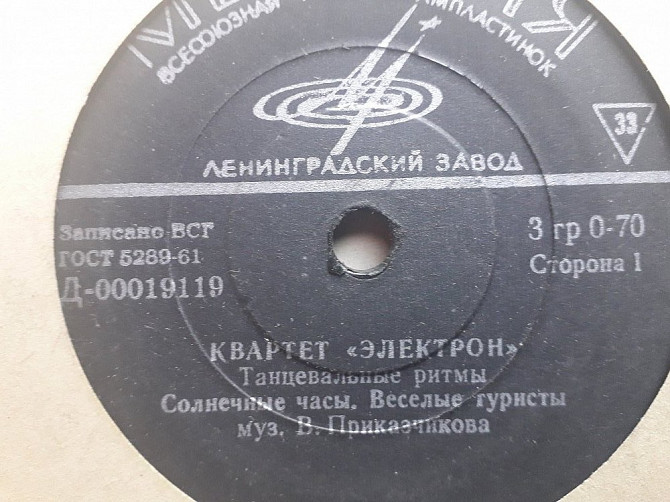 ВСЕСОЮЗНАЯ
ЛЕНИНГРАДСКИЙ ЗАВОД
33
Записано ВСГ
ГОСТ 5289-61
Д-00019119
3 гр 0-70
Сторона 1
КВАРТЕТ «ЭЛЕКТРОН»
Танцевальные ритмы
Солнечные часы. Веселые туристы
муз. В. Приказчикова